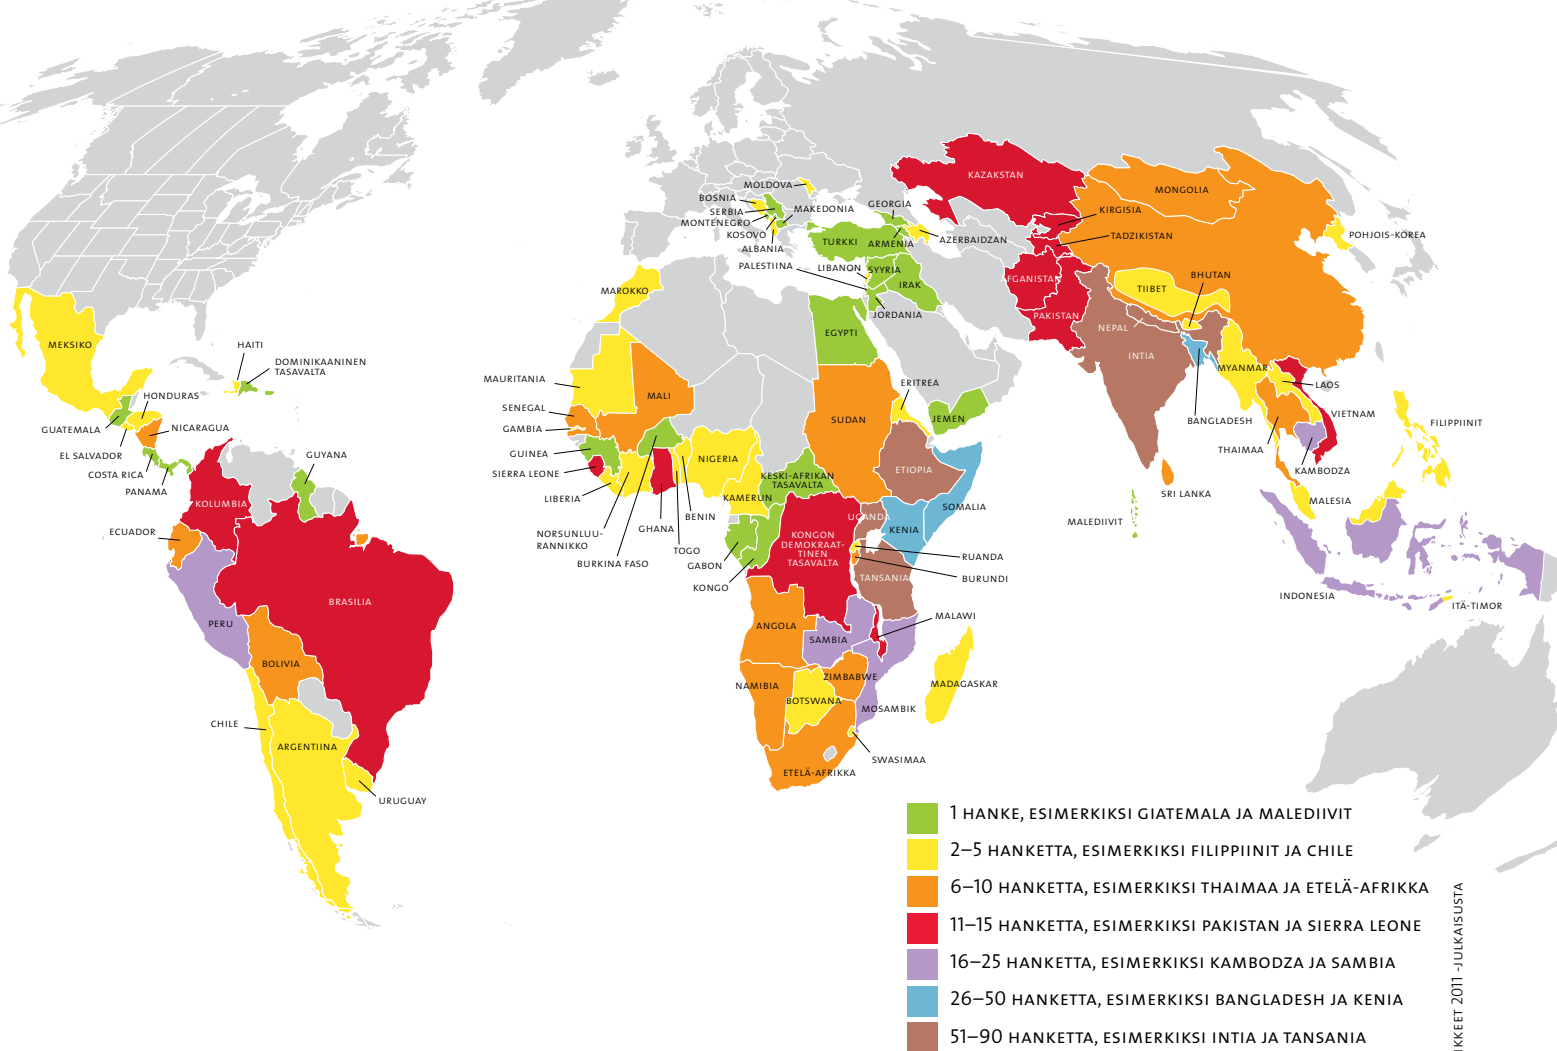 MOLDOVA
BOSNIA
SERBIA
MONTENEGRO
KOSOVO
ALBANIA
MAKEDONIA
GEORGIA
TURKKI
ARMENIA
AZERBAIDZAN
KAZAKSTAN
MONGOLIA
KIRGISIA
TADZIKISTAN
POHJOIS-KOREA
PALESTIINA
LIBANON
SYYRIA
IRAK
JORDANIA
AFGANISTAN
PAKISTAN
TIIBET
BHUTAN
NEPAL
INTIA
MAROKKO
EGYPTI
MEKSIKO
HAITI
DOMINIKAANINEN
TASAVALTA
HONDURAS
GUATEMALA
NICARAGUA
EL SALVADOR
COSTA RICA
PANAMA
GUYANA
KOLUMBIA
ECUADOR
PERU
BRASILIA
BOLIVIA
CHILE
ARGENTIINA
URUGUAY
MAURITANIA
MALI
SENEGAL
GAMBIA
GUINEA
SIERRA LEONE
LIBERIA
NORSUNLUU-
RANNIKKO
BURKINA FASO
GHANA
TOGO
BENIN
NIGERIA
KAMERUN
KESKI-AFRIKAN
TASAVALTA
GABON
KONGO
SUDAN
ERITREA
JEMEN
ETIOPIA
SOMALIA
UGANDA
KENIA
KONGON
DEMOKRAAT-
TINEN
TASAVALTA
RUANDA
BURUNDI
TANSANIA
MALAWI
ANGOLA
SAMBIA
ZIMBABWE
NAMIBIA
BOTSWANA
MOSAMBIK
MADAGASKAR
SWASIMAA
ETELÄ-AFRIKKA
MYANMAR
LAOS
BANGLADESH
VIETNAM
THAIMAA
KAMBODZA
FILIPPIINIT
SRI LANKA
MALEDIIVIT
MALESIA
INDONESIA
ITÄ-TIMOR
1 HANKE, ESIMERKIKSI GIATEMALA JA MALEDIIVIT
2–5 HANKETTA, ESIMERKIKSI FILIPPIINIT JA CHILE
6–10 HANKETTA, ESIMERKIKSI THAIMAA JA ETELÄ-AFRIKKA
11–15 HANKETTA, ESIMERKIKSI PAKISTAN JA SIERRA LEONE
16–25 HANKETTA, ESIMERKIKSI KAMBODZA JA SAMBIA
26–50 HANKETTA, ESIMERKIKSI BANGLADESH JA KENIA
51–90 HANKETTA, ESIMERKIKSI INTIA JA TANSANIA
IKKEET 2011 -JULKAISUSTA